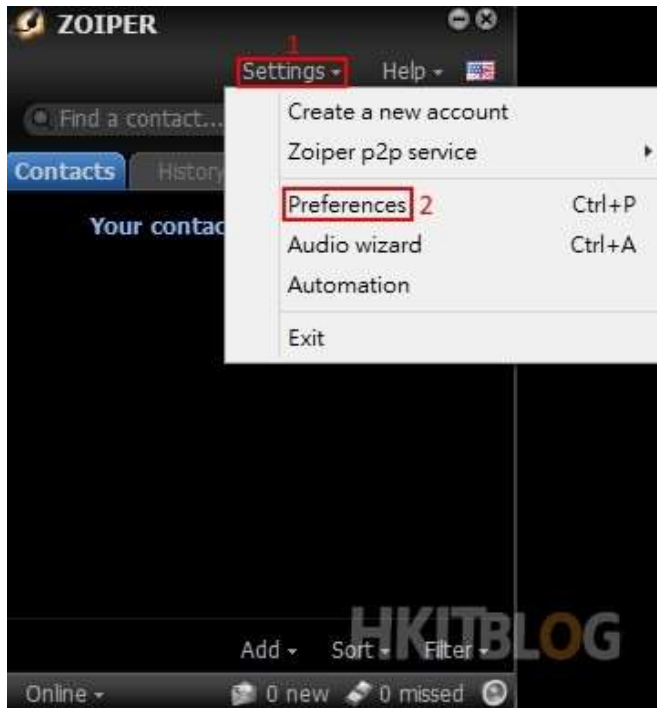 ZOIPER
1
Settings Help
Find a contact...
Create a new account
Zoiper p2p service
Contacts History
Preferences 2 Ctrl+P
Your contac
Audio wizard Ctrl+A
Automation
Exit
HKITBLOG
Add Sort Filter
Online 0 new 0 missed